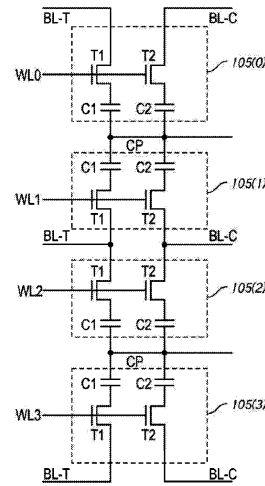 BL-T BL-C
T1 T2
WL0 105(0)
C1 C2
CP
C1 C2 105(1)
WL1
T1 T2
BL-T BL-C
T1 T2 105(2)
WL2
C1 C2
CP
C1 C2
105(3)
WL3
T1 T2
BL-T BL-C